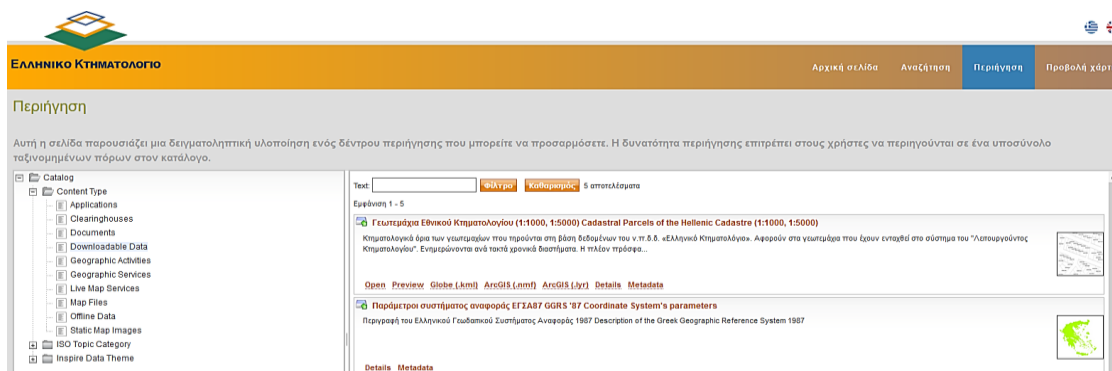 ΕΛΛΗΝΙΚΟ ΚΤΗΜΑΤΟΛΟΓΙΟ
Αρχική σελίδα Αναζήτηση Περιήγηση Προβολή χάρτ
Περιήγηση
Αυτή η σελίδα παρουσιάζει μια δειγματοληπτική υλοποίηση ενός δέντρου περιήγησης που μπορείτε να προσαρμόσετε. Η δυνατότητα περιήγησης επιτρέπει στους χρήστες να περιηγούνται σε ένα υποσύνολο
ταξινομημένων πόρων στον κατάλογο.
Catalog
Content Type
Applications
Clearinghouses
Documents
Downloadable Data
Geographic Activities
Geographic Services
Live Map Services
Map Files
Offline Data
Static Map Images
ISO Topic Category
Inspire Data Theme
Text: Φίλτρο Καθαρισμός 5 αποτελέσματα
Εμφάνιση 1 - 5
Γεωτεμάχια Εθνικού Κτηματολογίου (1:1000, 1:5000) Cadastral Parcels of the Hellenic Cadastre (1:1000, 1:5000)
Κτηματολογικά όρια των γεωτεμαχίων που τηρούνται στη βάση δεδομένων του ν.π.δ.δ. «Ελληνικό Κτηματολόγιο». Αφορούν στα γεωτεμάχια που έχουν ενταχθεί στο σύστημα του "Λειτουργούντος
Κτηματολογίου". Ενημερώνονται ανά τακτά χρονικά διαστήματα. Η πλέον πρόσφα...
Open Preview Globe (.kml) ArcGIS (.nmf) ArcGIS (.lyr) Details Metadata
Παράμετροι συστήματος αναφοράς ΕΓΣΑ87 GGRS '87 Coordinate System's parameters
Περιγραφή του Ελληνικού Γεωδαιτικού Συστήματος Αναφοράς 1987 Description of the Greek Geographic Reference System 1987
Details Metadata